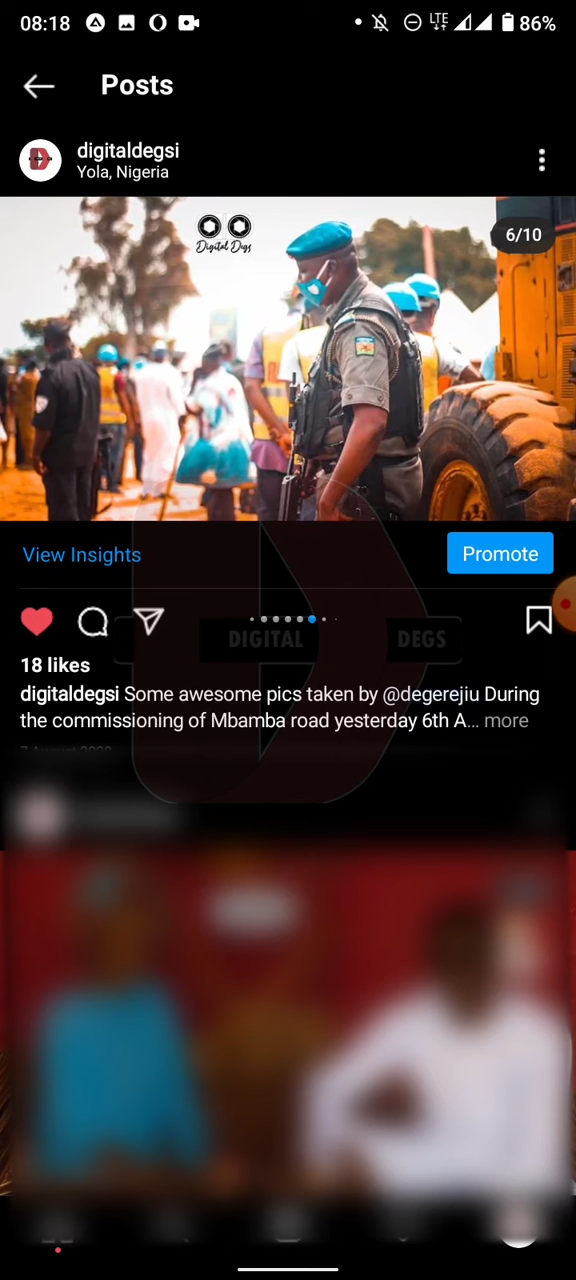 08:18
LTE
86%
Posts
digitaldegsi
Yola, Nigeria
6/10
Digital Degs
View Insights
Promote
DIGITAL DEGS
18 likes
digitaldegsi Some awesome pics taken by @degerejiu During
the commissioning of Mbamba road yesterday 6th A... more